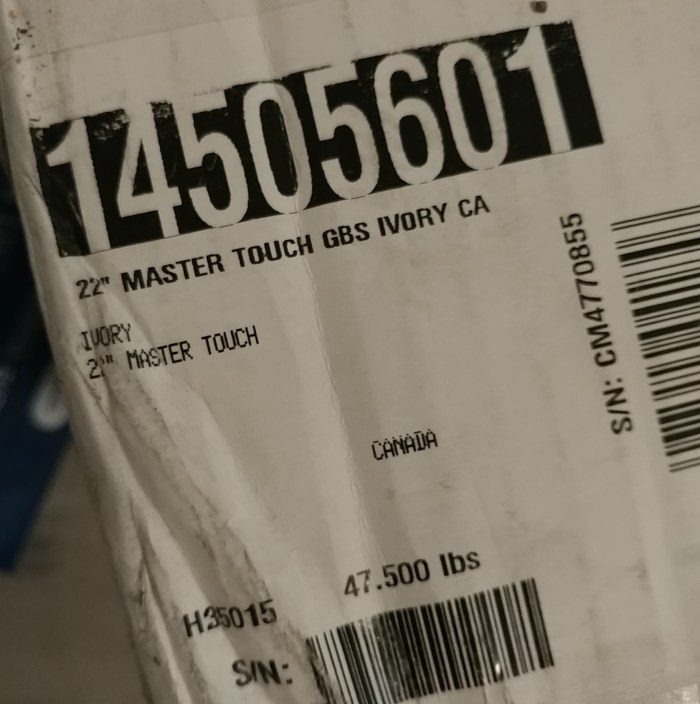 14505601
22" MASTER TOUCH GBS IVORY CA
IVORY
22" MASTER TOUCH
CANADA
47.500 lbs
H35015
S/N:
S/N: CM4770855